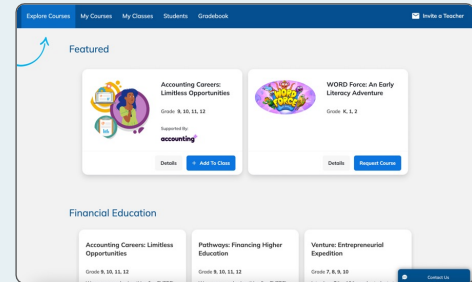 Explore Courses My Courses My Classes Students Gradebook Invite a Teacher
Featured
Accounting Careers:
Limitless
Opportunities
Grade 9, 10, 11, 12
Supported By:
accounting+
Details + Add To Class
WORD FORCE
WORD Force: An Early
Literacy Adventure
Grade K, 1, 2
Details Request Course
Financial Education
Accounting Careers: Limitless
Opportunities
Grade 9, 10, 11, 12
Pathways: Financing Higher
Education
Grade 9, 10, 11, 12
Venture: Entrepreneurial
Expedition
Grade 7, 8, 9, 10
Contact Us